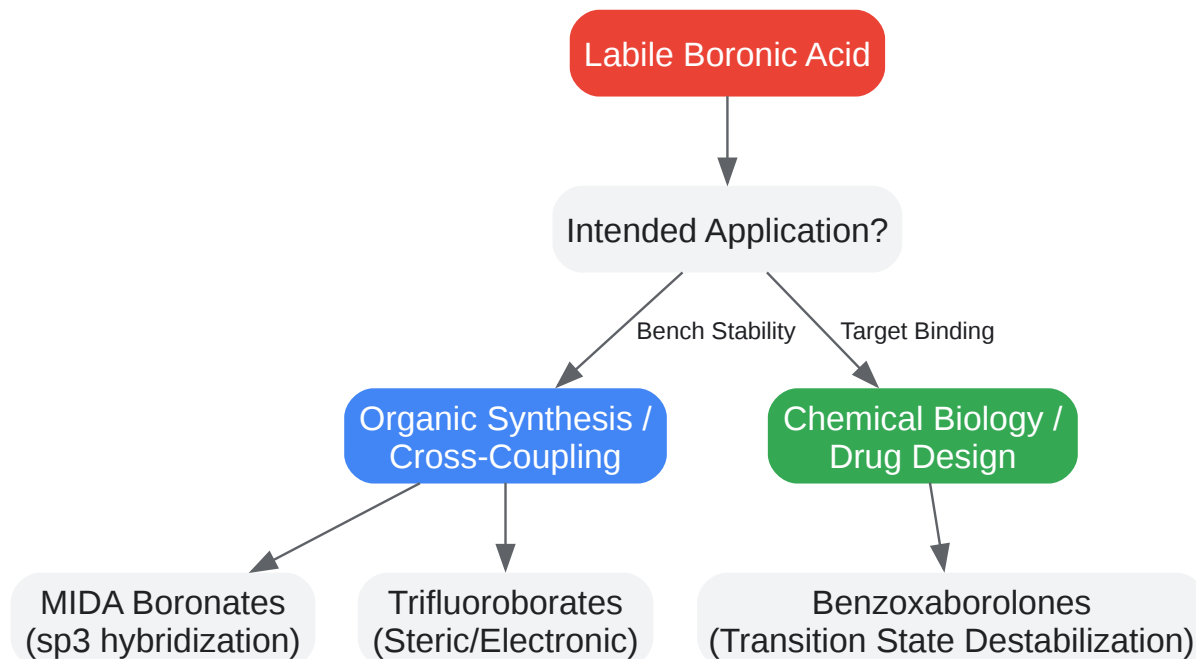 Labile Boronic Acid
Intended Application?
Bench Stability
Target Binding
Organic Synthesis /
Cross-Coupling
Chemical Biology /
Drug Design
MIDA Boronates
(sp3 hybridization)
Trifluoroborates
(Steric/Electronic)
Benzoxaborolones
(Transition State Destabilization)